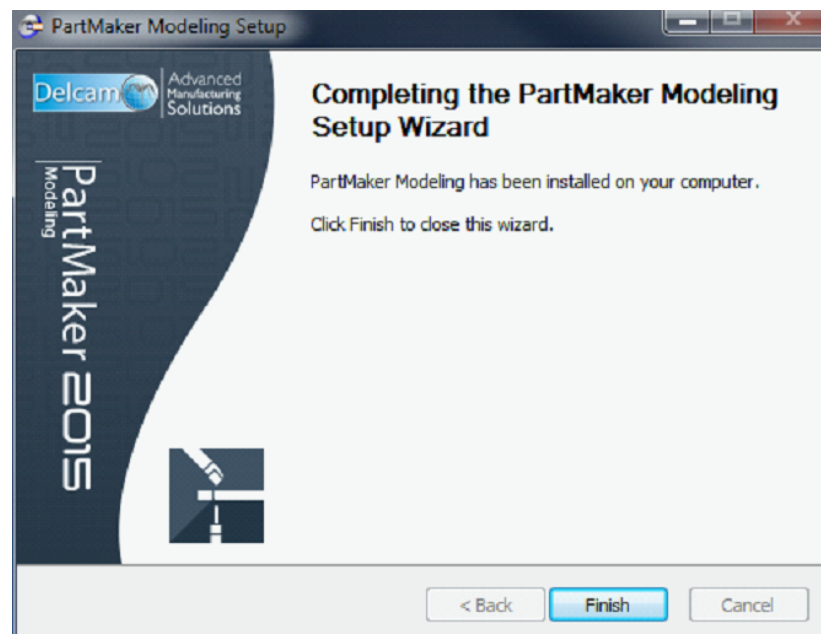 PartMaker Modeling Setup
Delcam
Advanced
Manufacturing
Solutions
PartMaker 2015
Modeling
Completing the PartMaker Modeling
Setup Wizard
PartMaker Modeling has been installed on your computer.
Click Finish to close this wizard.
< Back
Finish
Cancel